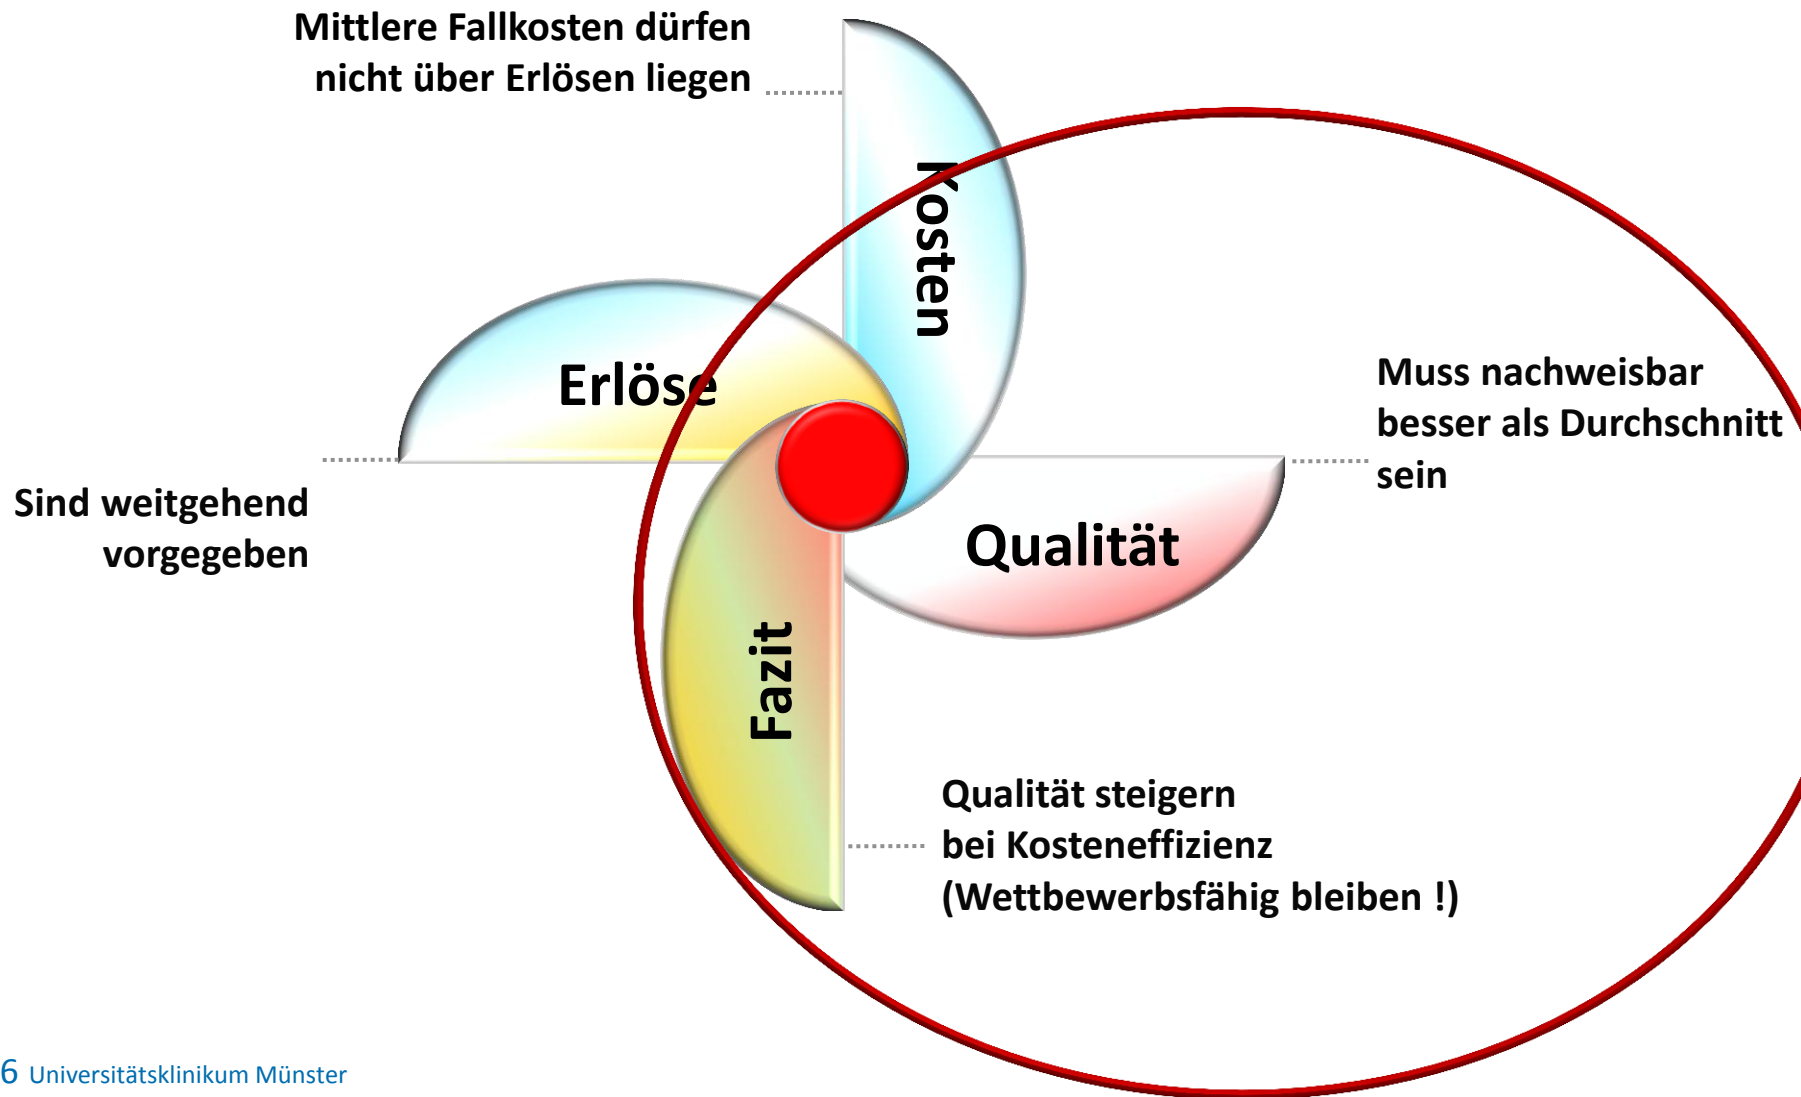 Mittlere Fallkosten dürfen
nicht über Erlösen liegen
Kosten
Erlöse
Sind weitgehend
vorgegeben
Muss nachweisbar
besser als Durchschnitt
sein
Qualität
Fazit
Qualität steigern
bei Kosteneffizienz
(Wettbewerbsfähig bleiben !)
6 Universitätsklinikum Münster